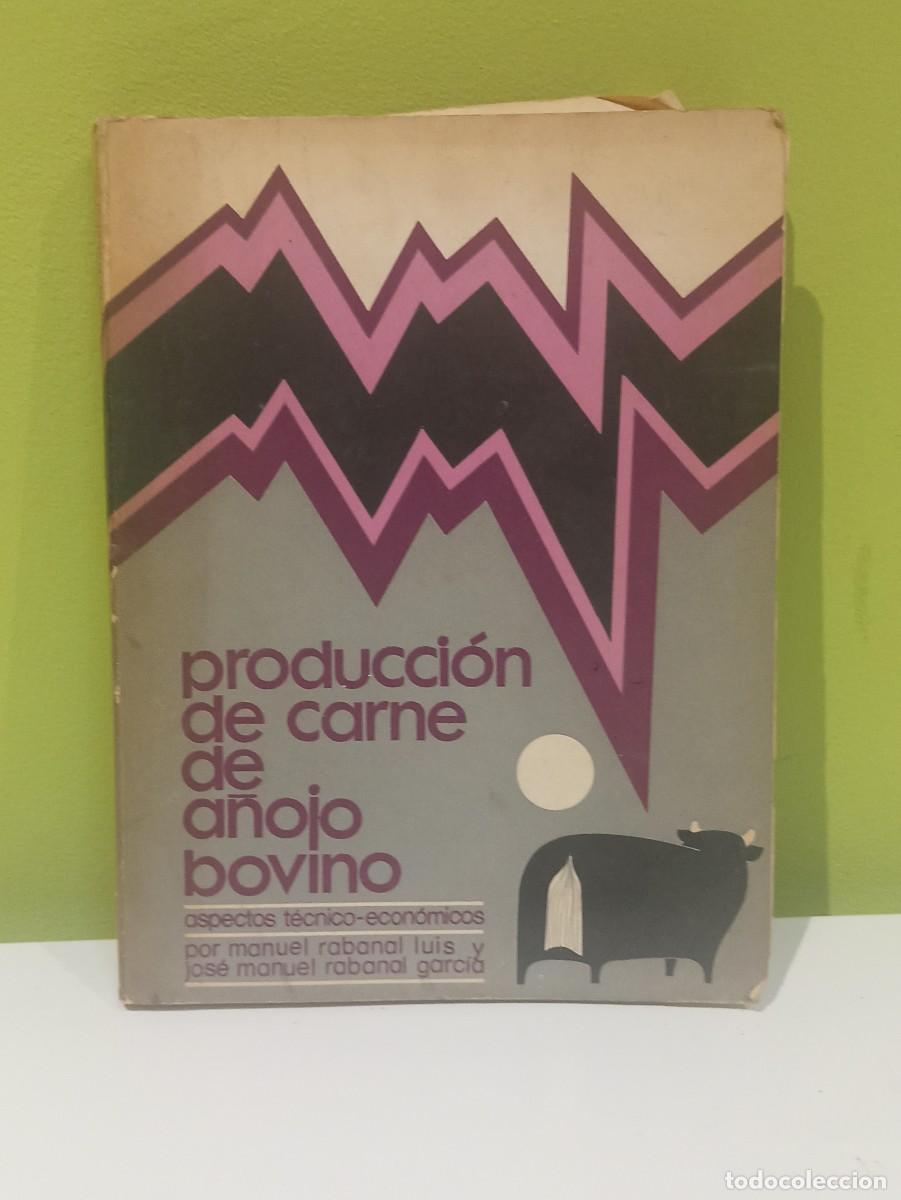 producción
de carne
de
añojo
bovino
aspectos técnico-económicos
por manuel rabanal luis y
josé manuel rabanal garcía
todocoleccion